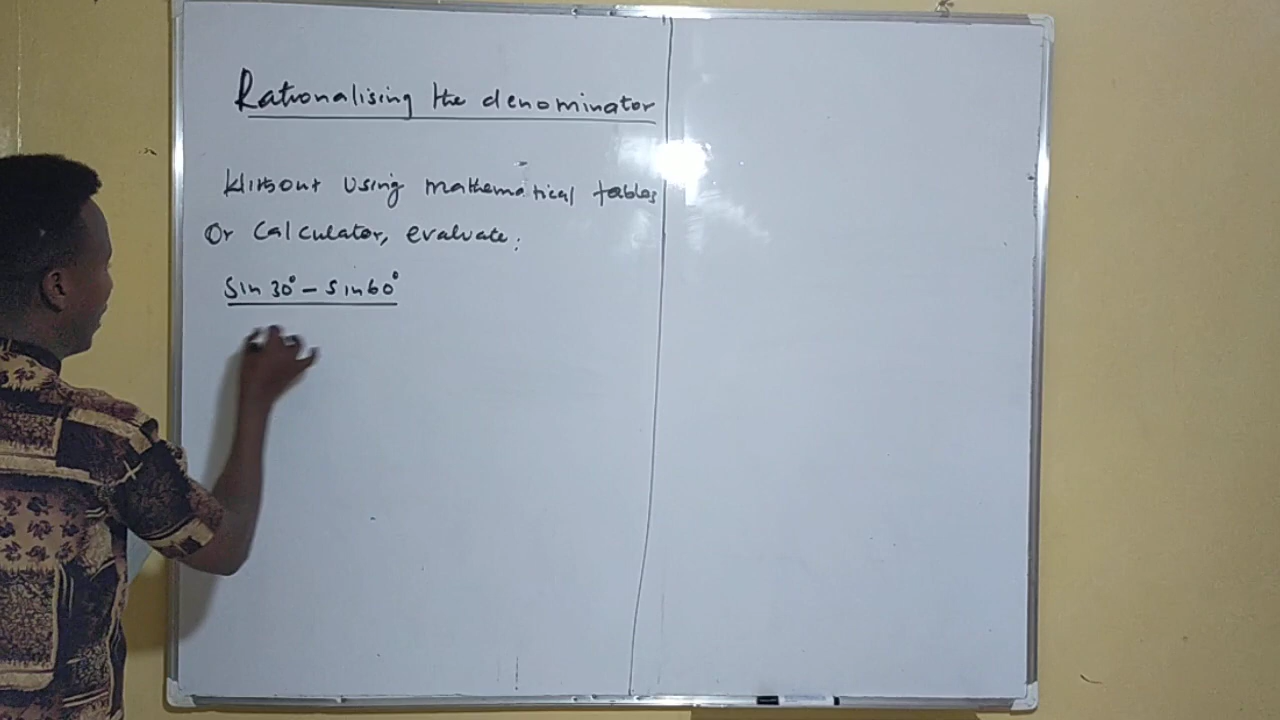 Rationalising the denominator
Without using mathematical tables
Or Calculator, evaluate:
Sin 30° - Sin 60°